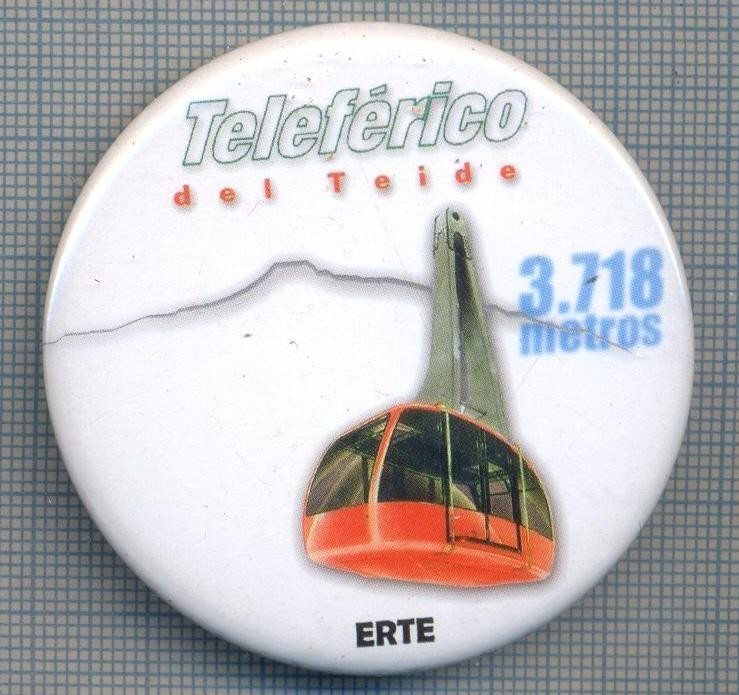 Teleférico
del Teide
3.718
metros
ERTE